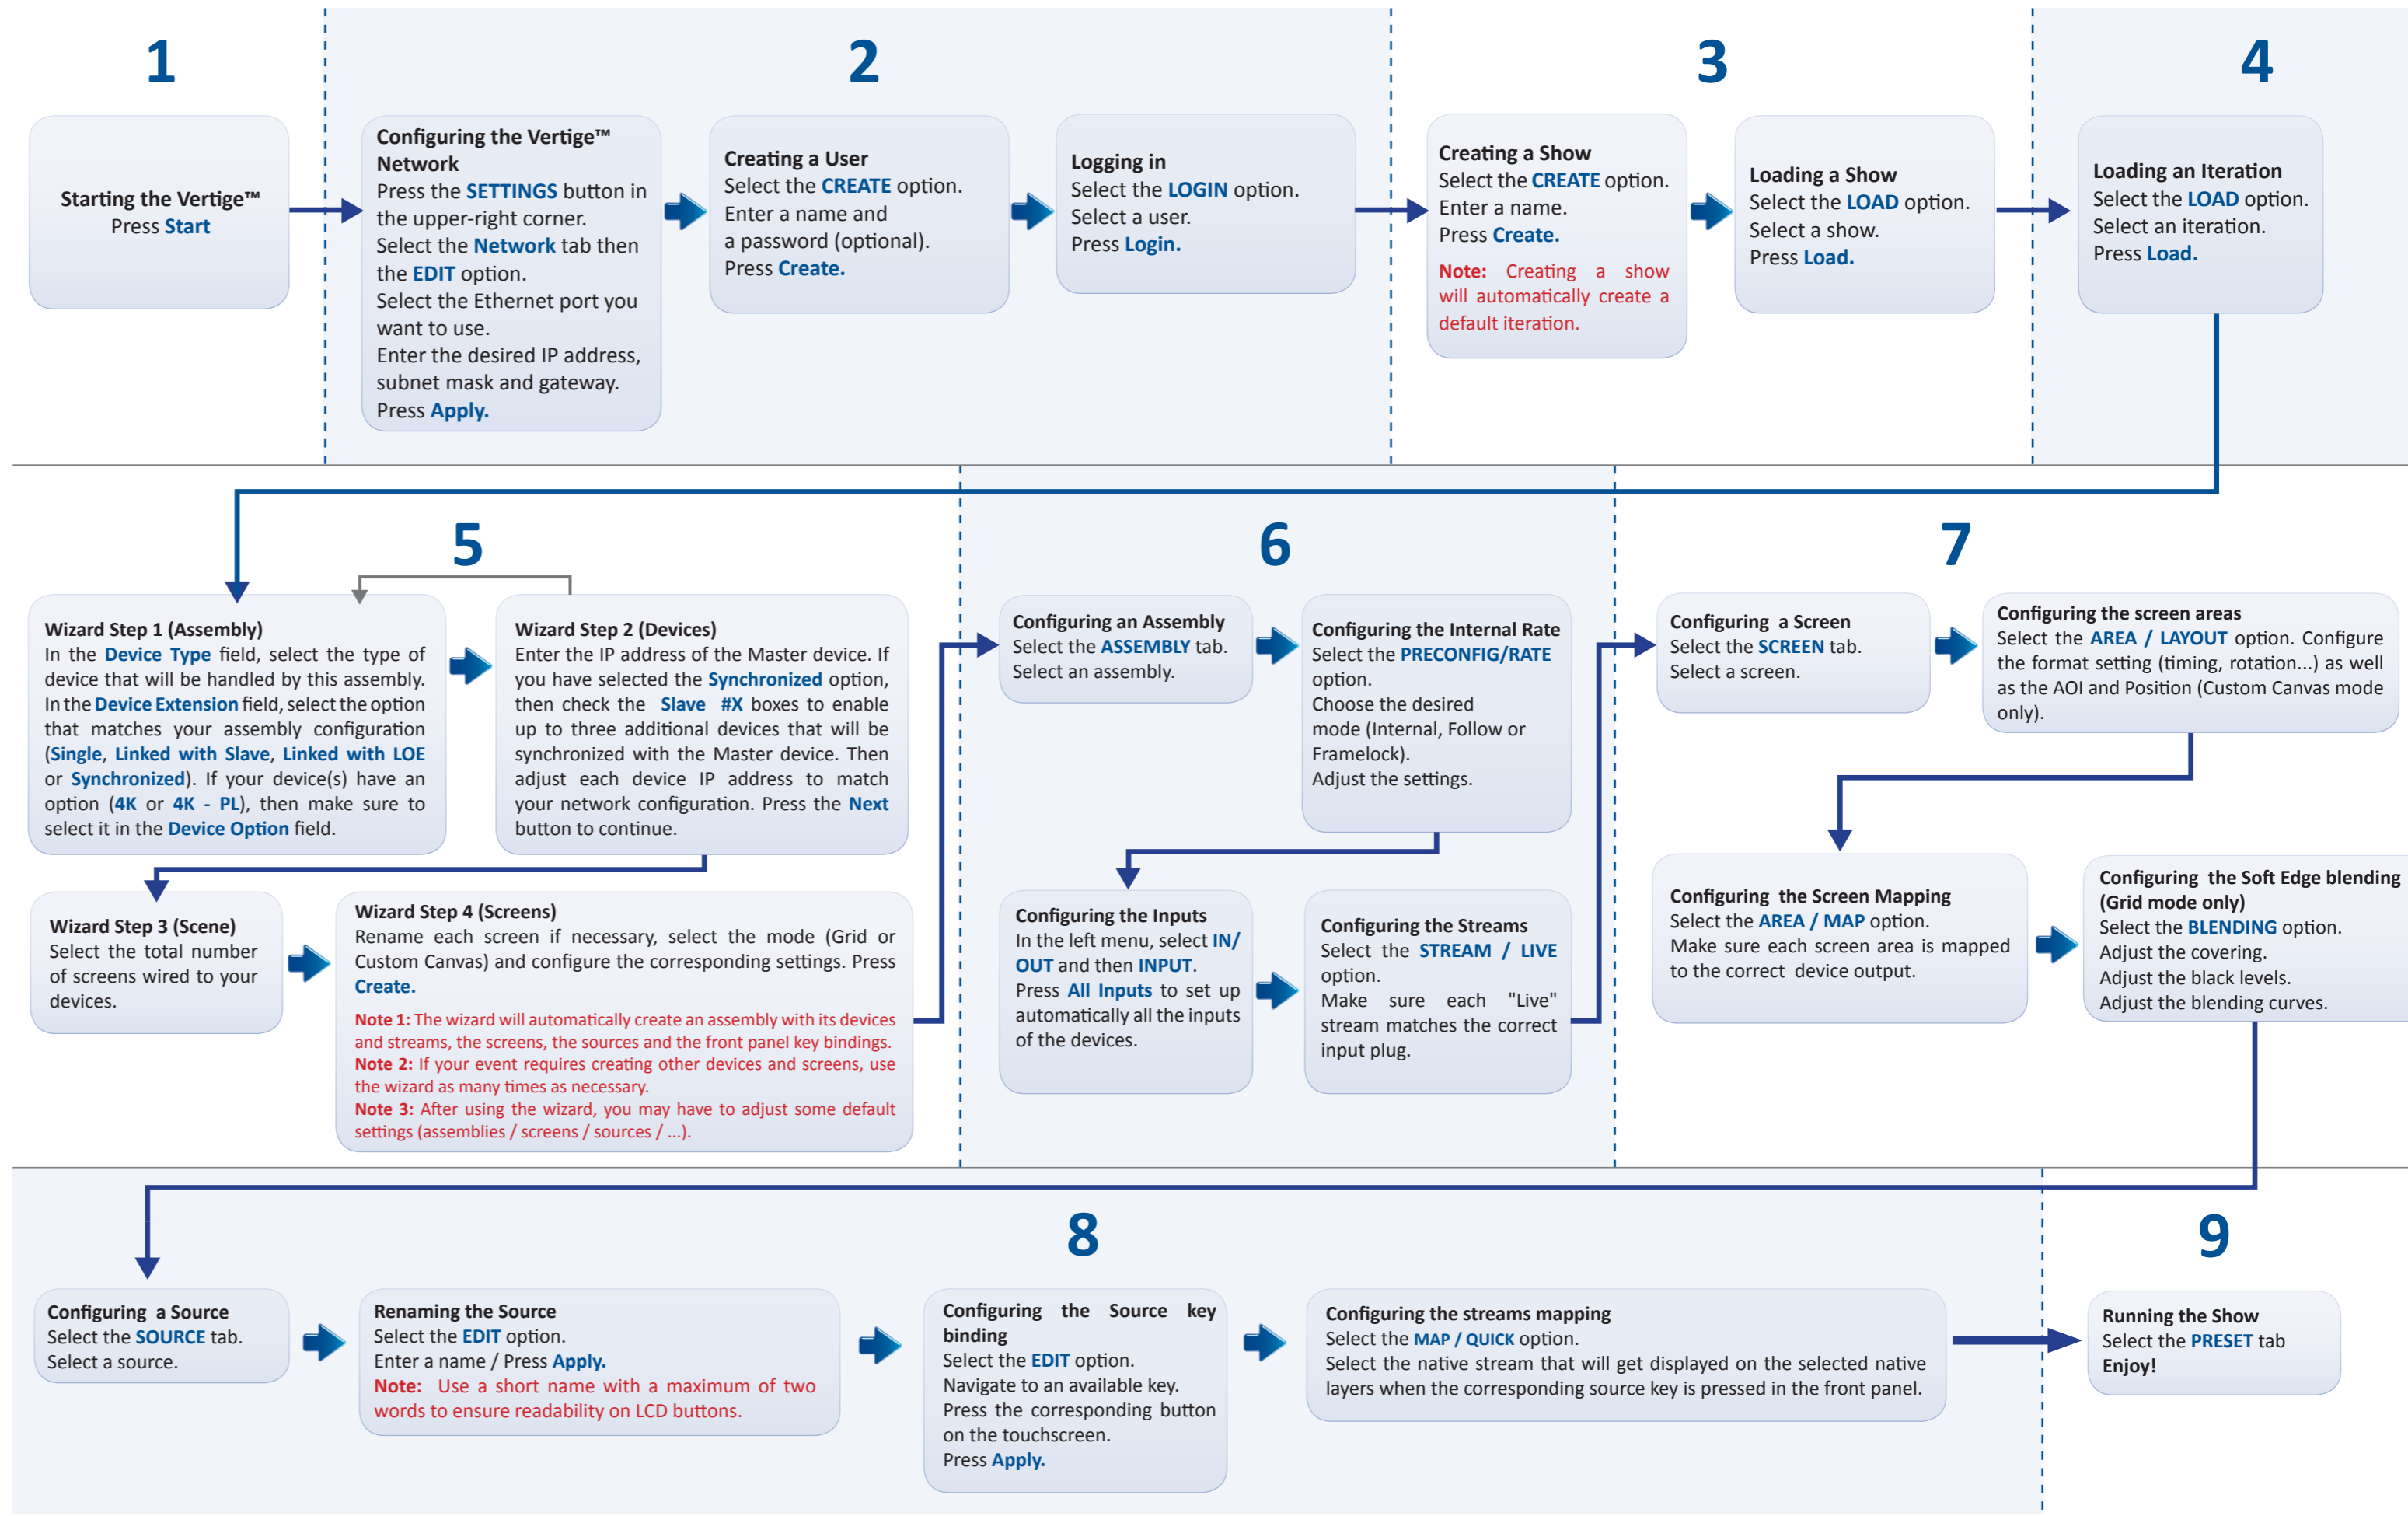 1
Starting the Vertige™
Press Start
2
Configuring the Vertige™
Network
Press the SETTINGS button in
the upper-right corner.
Select the Network tab then
the EDIT option.
Select the Ethernet port you
want to use.
Enter the desired IP address,
subnet mask and gateway.
Press Apply.
Creating a User
Select the CREATE option.
Enter a name and
a password (optional).
Press Create.
Logging in
Select the LOGIN option.
Select a user.
Press Login.
3
Creating a Show
Select the CREATE option.
Enter a name.
Press Create.
Note: Creating a show
will automatically create a
default iteration.
Loading a Show
Select the LOAD option.
Select a show.
Press Load.
4
Loading an Iteration
Select the LOAD option.
Select an iteration.
Press Load.
5
Wizard Step 1 (Assembly)
In the Device Type field, select the type of
device that will be handled by this assembly.
In the Device Extension field, select the option
that matches your assembly configuration
(Single, Linked with Slave, Linked with LOE
or Synchronized). If your device(s) have an
option (4K or 4K - PL), then make sure to
select it in the Device Option field.
Wizard Step 2 (Devices)
Enter the IP address of the Master device. If
you have selected the Synchronized option,
then check the Slave #X boxes to enable
up to three additional devices that will be
synchronized with the Master device. Then
adjust each device IP address to match
your network configuration. Press the Next
button to continue.
Wizard Step 3 (Scene)
Select the total number
of screens wired to your
devices.
Wizard Step 4 (Screens)
Rename each screen if necessary, select the mode (Grid or
Custom Canvas) and configure the corresponding settings. Press
Create.
Note 1: The wizard will automatically create an assembly with its devices
and streams, the screens, the sources and the front panel key bindings.
Note 2: If your event requires creating other devices and screens, use
the wizard as many times as necessary.
Note 3: After using the wizard, you may have to adjust some default
settings (assemblies / screens / sources / ...).
6
Configuring an Assembly
Select the ASSEMBLY tab.
Select an assembly.
Configuring the Internal Rate
Select the PRECONFIG/RATE
option.
Choose the desired
mode (Internal, Follow or
Framelock).
Adjust the settings.
Configuring the Inputs
In the left menu, select IN/
OUT and then INPUT.
Press All Inputs to set up
automatically all the inputs
of the devices.
Configuring the Streams
Select the STREAM / LIVE
option.
Make sure each "Live"
stream matches the correct
input plug.
7
Configuring a Screen
Select the SCREEN tab.
Select a screen.
Configuring the screen areas
Select the AREA / LAYOUT option. Configure
the format setting (timing, rotation...) as well
as the AOI and Position (Custom Canvas mode
only).
Configuring the Screen Mapping
Select the AREA / MAP option.
Make sure each screen area is mapped
to the correct device output.
Configuring the Soft Edge blending
(Grid mode only)
Select the BLENDING option.
Adjust the covering.
Adjust the black levels.
Adjust the blending curves.
8
Configuring a Source
Select the SOURCE tab.
Select a source.
Renaming the Source
Select the EDIT option.
Enter a name / Press Apply.
Note: Use a short name with a maximum of two
words to ensure readability on LCD buttons.
Configuring the Source key
binding
Select the EDIT option.
Navigate to an available key.
Press the corresponding button
on the touchscreen.
Press Apply.
Configuring the streams mapping
Select the MAP / QUICK option.
Select the native stream that will get displayed on the selected native
layers when the corresponding source key is pressed in the front panel.
9
Running the Show
Select the PRESET tab
Enjoy!